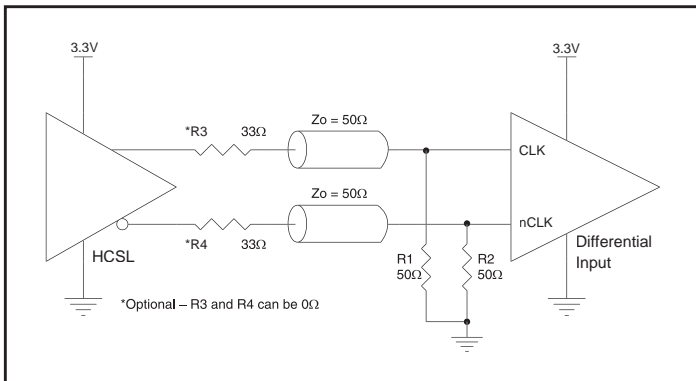 3.3V
3.3V
*R3 33Ω
Zo = 50Ω
CLK
Zo = 50Ω
nCLK
*R4 33Ω
HCSL
Differential
Input
R1
50Ω
R2
50Ω
*Optional – R3 and R4 can be 0Ω